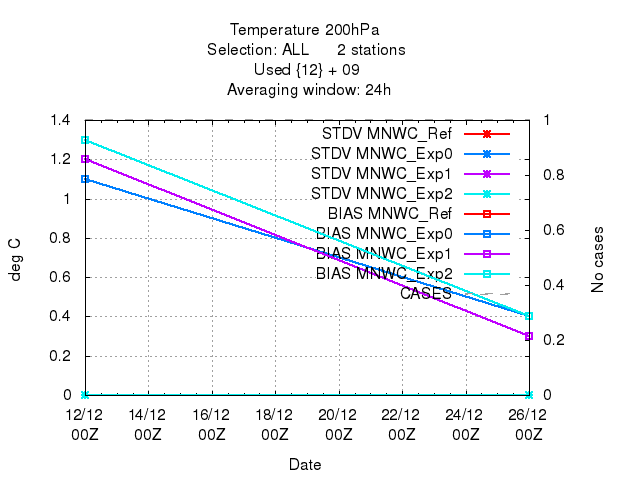 Temperature 200hPa
Selection: ALL 2 stations
Used {12} + 09
Averaging window: 24h
1.4
1.2
1
0.8
0.6
0.4
0.2
0
deg C
STDV MNWC_Ref
STDV MNWC_Exp0
STDV MNWC_Exp1
STDV MNWC_Exp2
BIAS MNWC_Ref
BIAS MNWC_Exp0
BIAS MNWC_Exp1
BIAS MNWC_Exp2
CASES
1
0.8
0.6
0.4
0.2
0
No cases
12/12 14/12 16/12 18/12 20/12 22/12 24/12 26/12
00Z 00Z 00Z 00Z 00Z 00Z 00Z 00Z
Date